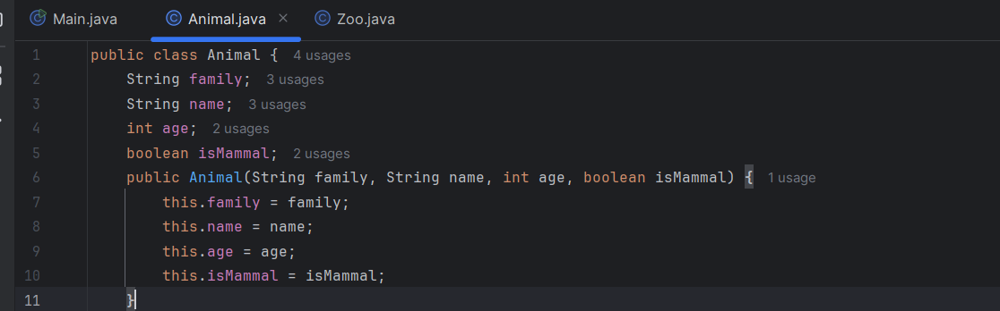 Main.java Animal.java × Zoo.java
1 public class Animal { 4 usages
2 String family; 3 usages
3 String name; 3 usages
4 int age; 2 usages
5 boolean isMammal; 2 usages
6 public Animal(String family, String name, int age, boolean isMammal) { 1 usage
7 this.family = family;
8 this.name = name;
9 this.age = age;
10 this.isMammal = isMammal;
11 }